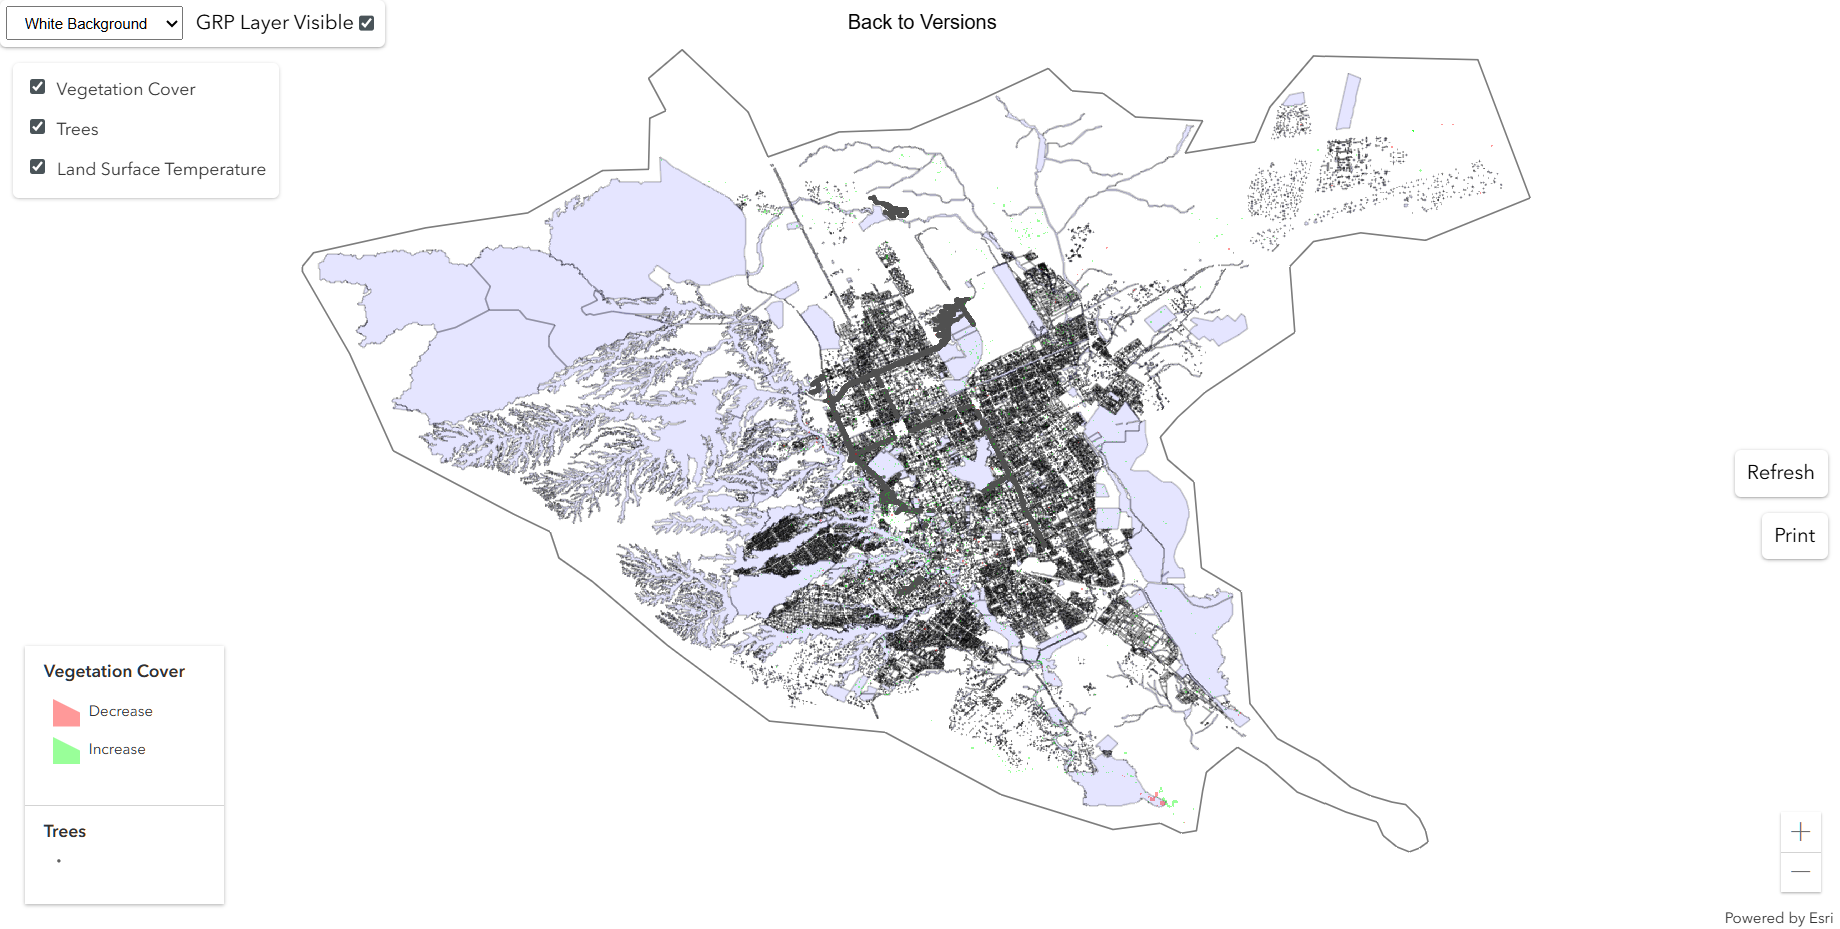 White Background
GRP Layer Visible
Back to Versions
Vegetation Cover
Trees
Land Surface Temperature
Refresh
Print
Vegetation Cover
Decrease
Increase
Trees
Powered by Esri